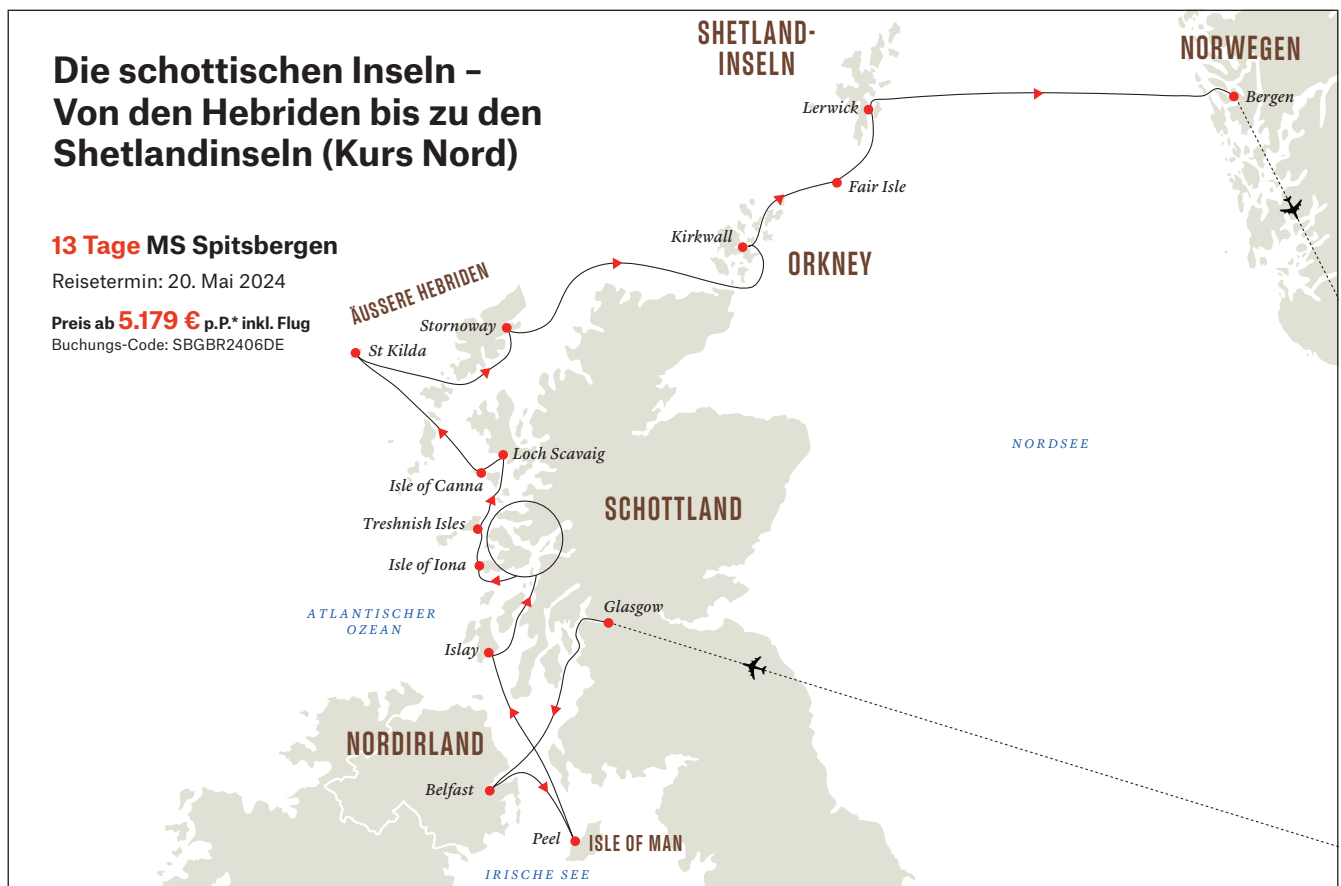 Die schottischen Inseln –
Von den Hebriden bis zu den
Shetlandinseln (Kurs Nord)
13 Tage MS Spitsbergen
Reisetermin: 20. Mai 2024
Preis ab 5.179 € p.P.* inkl. Flug
Buchungs-Code: SBGBR2406DE
SHETLAND-
INSELN
NORWEGEN
Lerwick
Bergen
Fair Isle
Kirkwall
ORKNEY
ÄUSSERE HEBRIDEN
Stornoway
St Kilda
NORDSEE
Loch Scavaig
Isle of Canna
SCHOTTLAND
Treshnish Isles
Isle of Iona
Glasgow
ATLANTISCHER
OZEAN
Islay
NORDIRLAND
Belfast
Peel
ISLE OF MAN
IRISCHE SEE